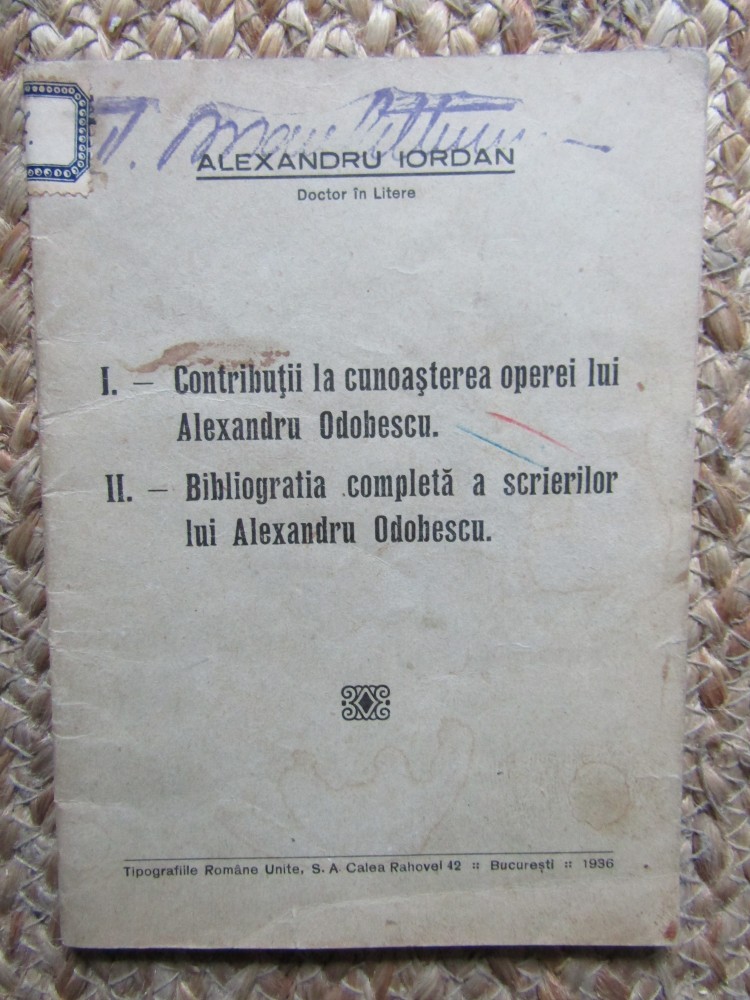 ALEXANDRU IORDAN
Doctor în Litere
I. — Contribuţii la cunoaşterea operei lui
Alexandru Odobescu.
II. — Bibliografia completă a scrierilor
lui Alexandru Odobescu.
Tipografiile Române Unite, S. A. Calea Rahovei 42 :: Bucureşti :: 1936